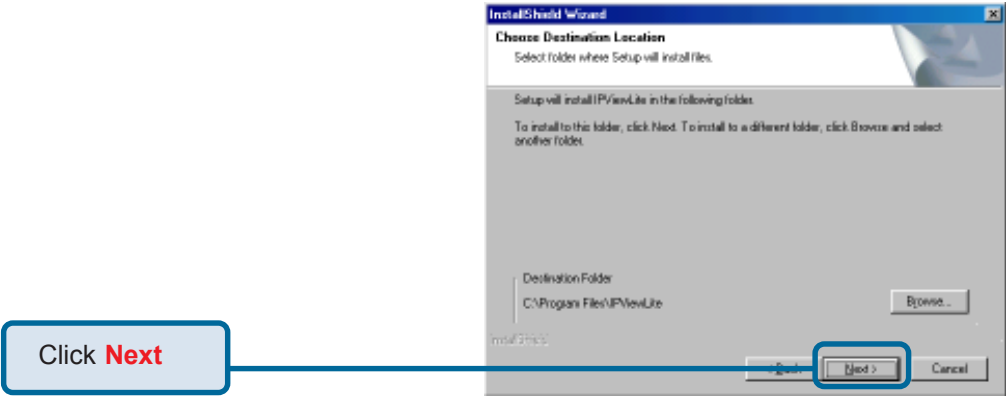 InstallShield Wizard
Choose Destination Location
Select folder where Setup will install files.
Setup will install IPViewLite in the following folder.
To install to this folder, click Next. To install to a different folder, click Browse and select
another folder.
Destination Folder
C:\Program Files\IPViewLite
Browse...
InstallShield
< Back
Next >
Cancel
Click Next